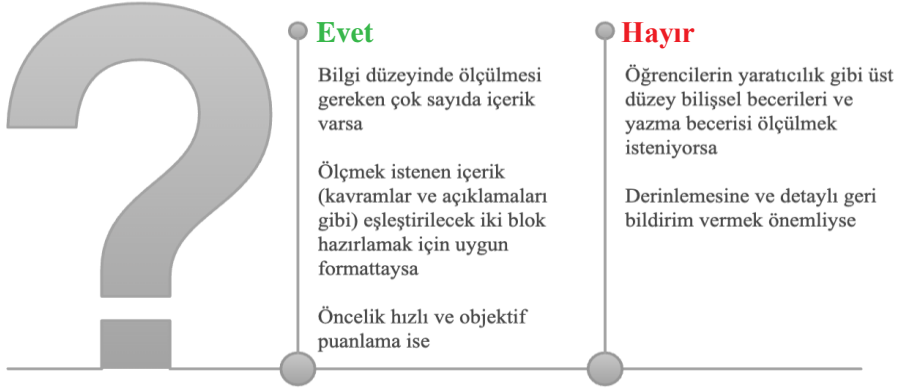 Evet
Bilgi düzeyinde ölçülmesi
gereken çok sayıda içerik
varsa
Ölçmek istenen içerik
(kavramlar ve açıklamaları
gibi) eşleştirilecek iki blok
hazırlamak için uygun
formattaysa
Öncelik hızlı ve objektif
puanlama ise
Hayır
Öğrencilerin yaratıcılık gibi üst
düzey bilişsel becerileri ve
yazma becerisi ölçülmek
isteniyorsa
Derinlemesine ve detaylı geri
bildirim vermek önemliyse